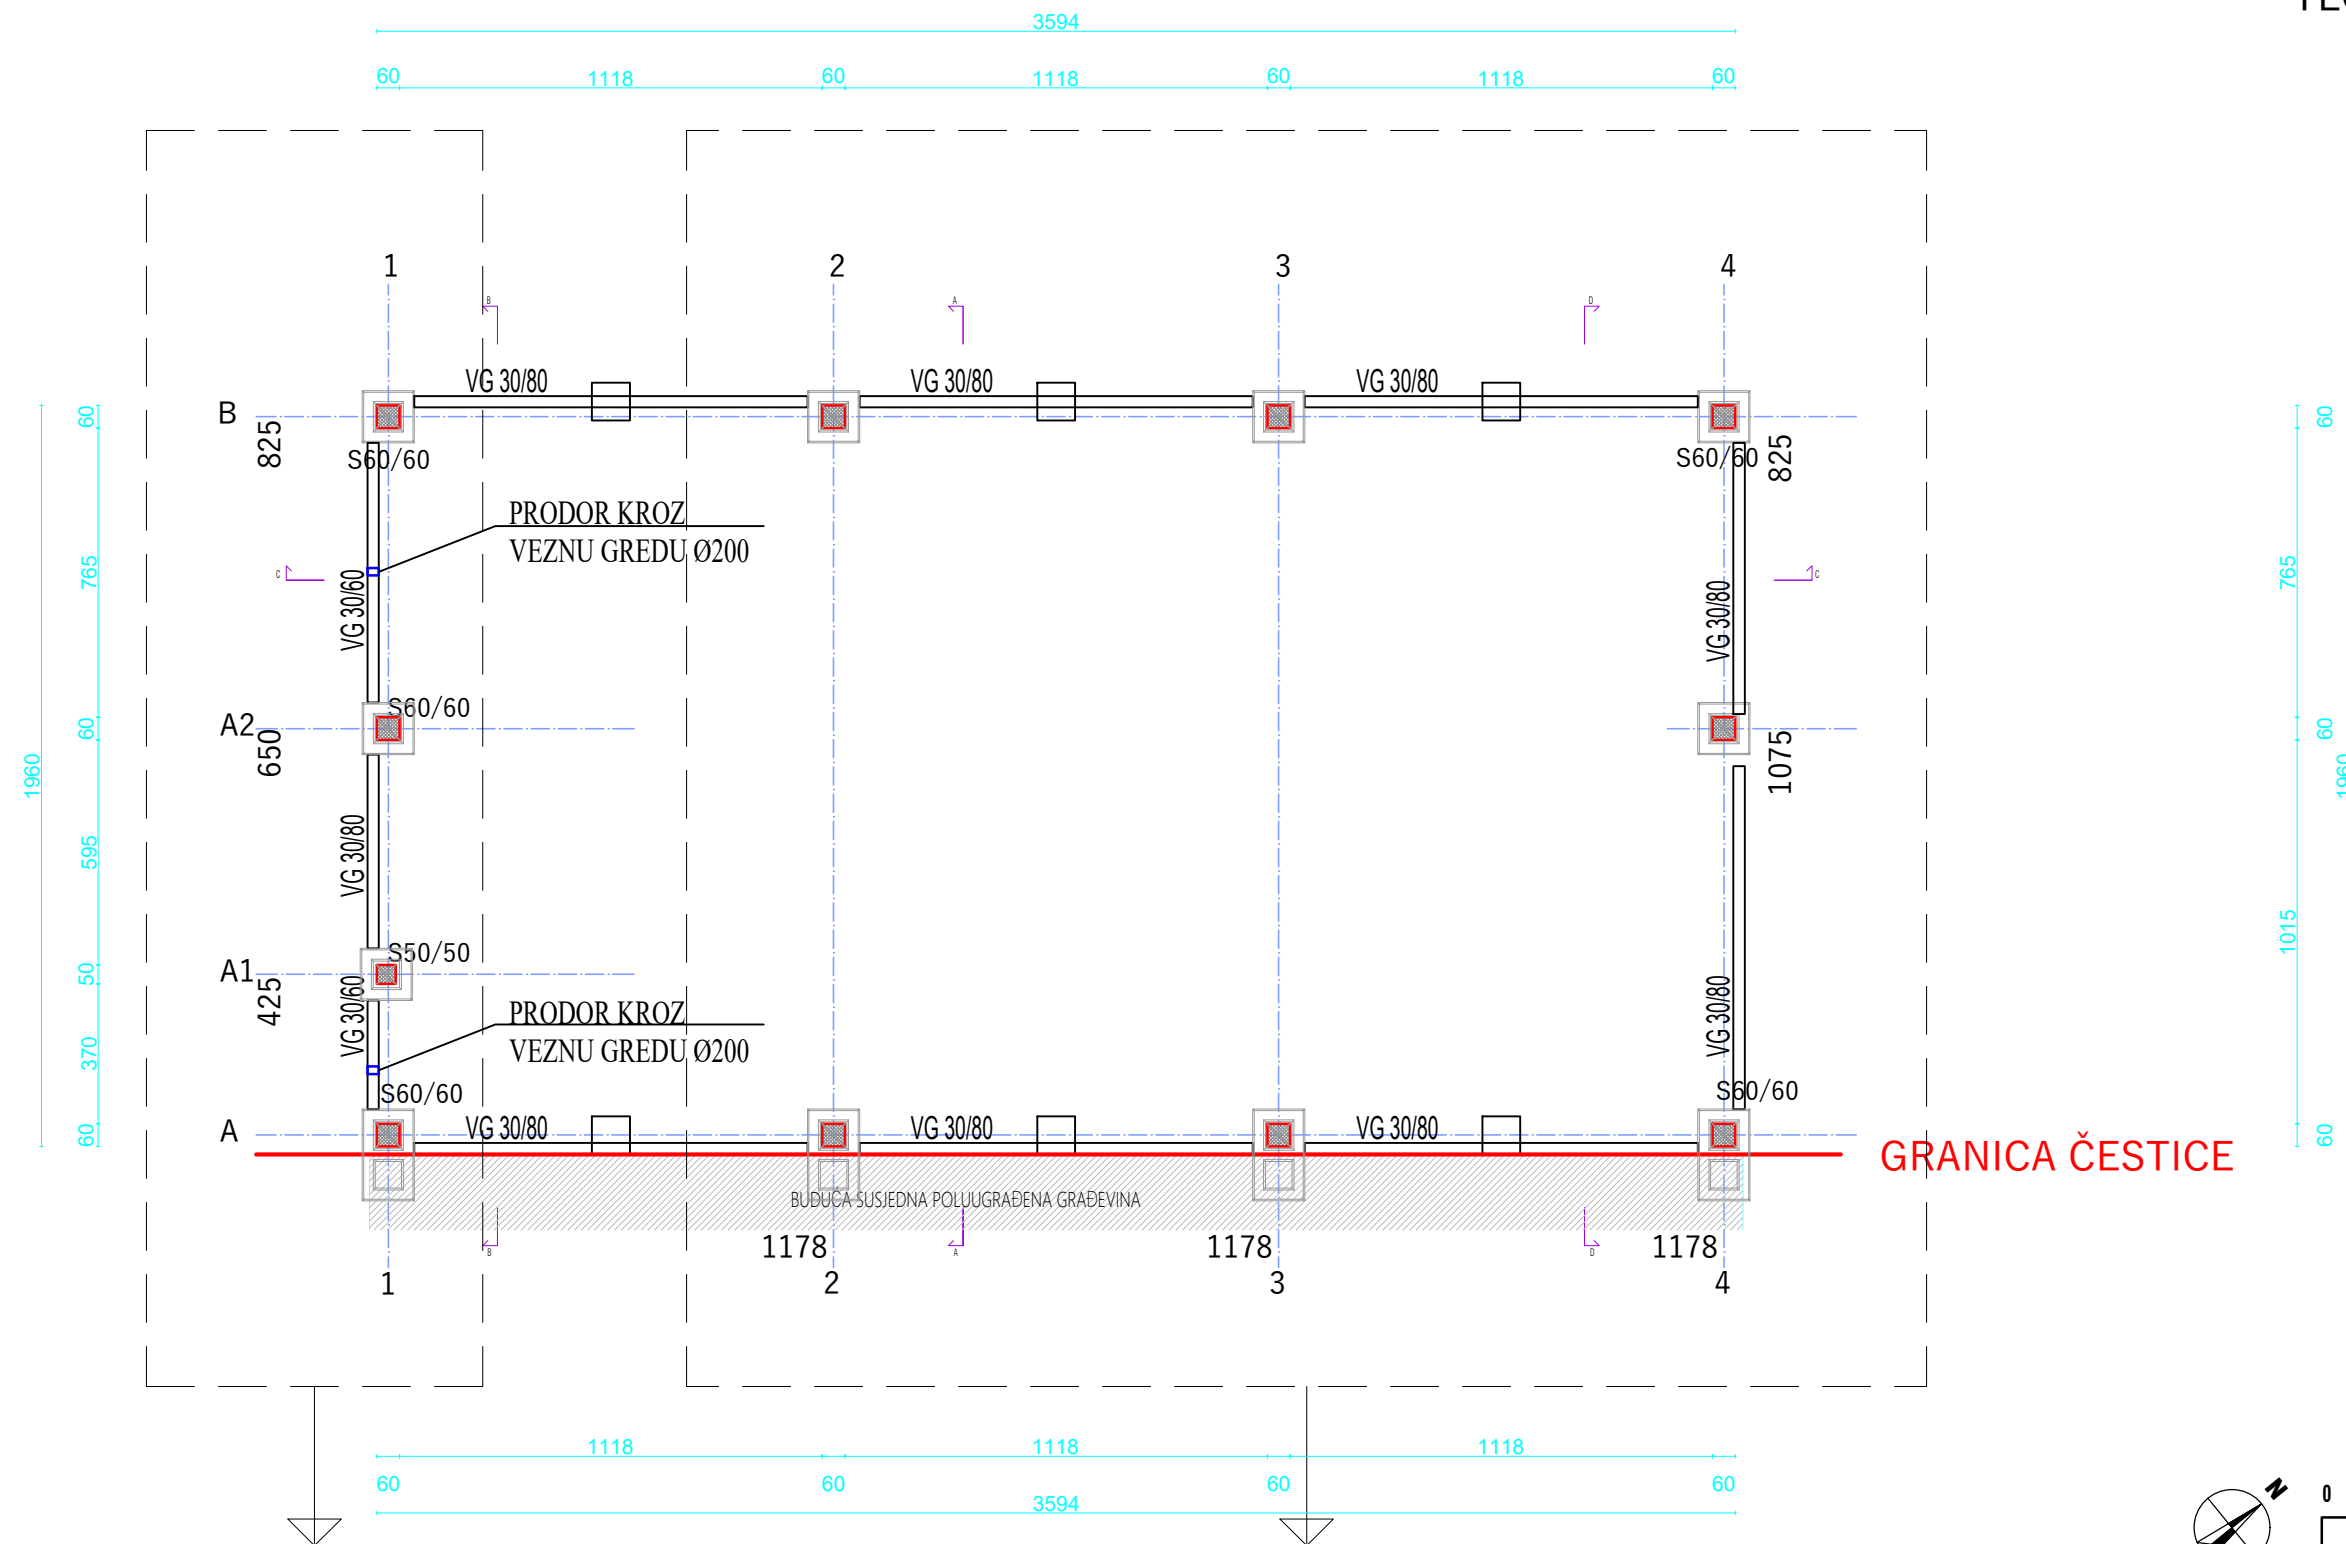 3594
60 1118 60 1118 60 1118 60
1 2 3 4
B A D
VG 30/80 VG 30/80 VG 30/80
B
60 60
825 825
S60/60 S60/60
PRODOR KROZ
VEZNU GREDU Ø200
765 765
C C
VG 30/60 VG 30/80
S60/60
A2
60 60
650 1075
1960 1960
595
VG 30/80
1015
S50/50
A1
50
425
VG 30/60 VG 30/80
PRODOR KROZ
VEZNU GREDU Ø200
370
S60/60 S60/60
A
60 60
VG 30/80 VG 30/80 VG 30/80
GRANICA ČESTICE
BUDUĆA SUSJEDNA POLUUGRAĐENA GRAĐEVINA
1178 1178 1178
B A D
1 2 3 4
1118 1118 1118
60 60 60 60
3594
N
0